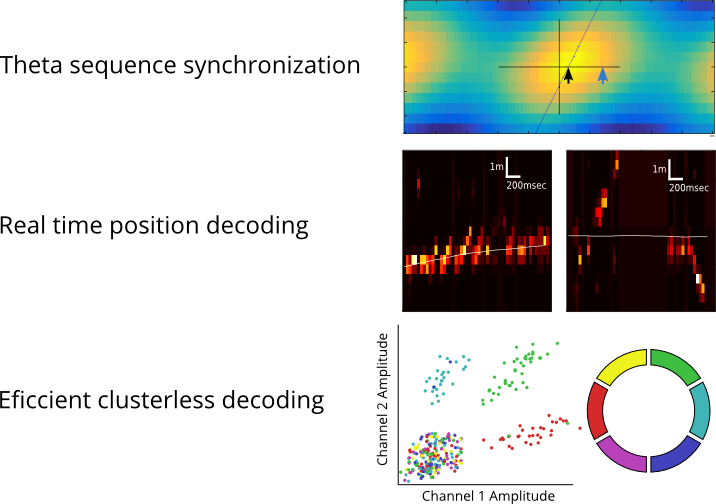 Theta sequence synchronization
Real time position decoding
1m
200msec
1m
200msec
Eficcient clusterless decoding
Channel 2 Amplitude
Channel 1 Amplitude